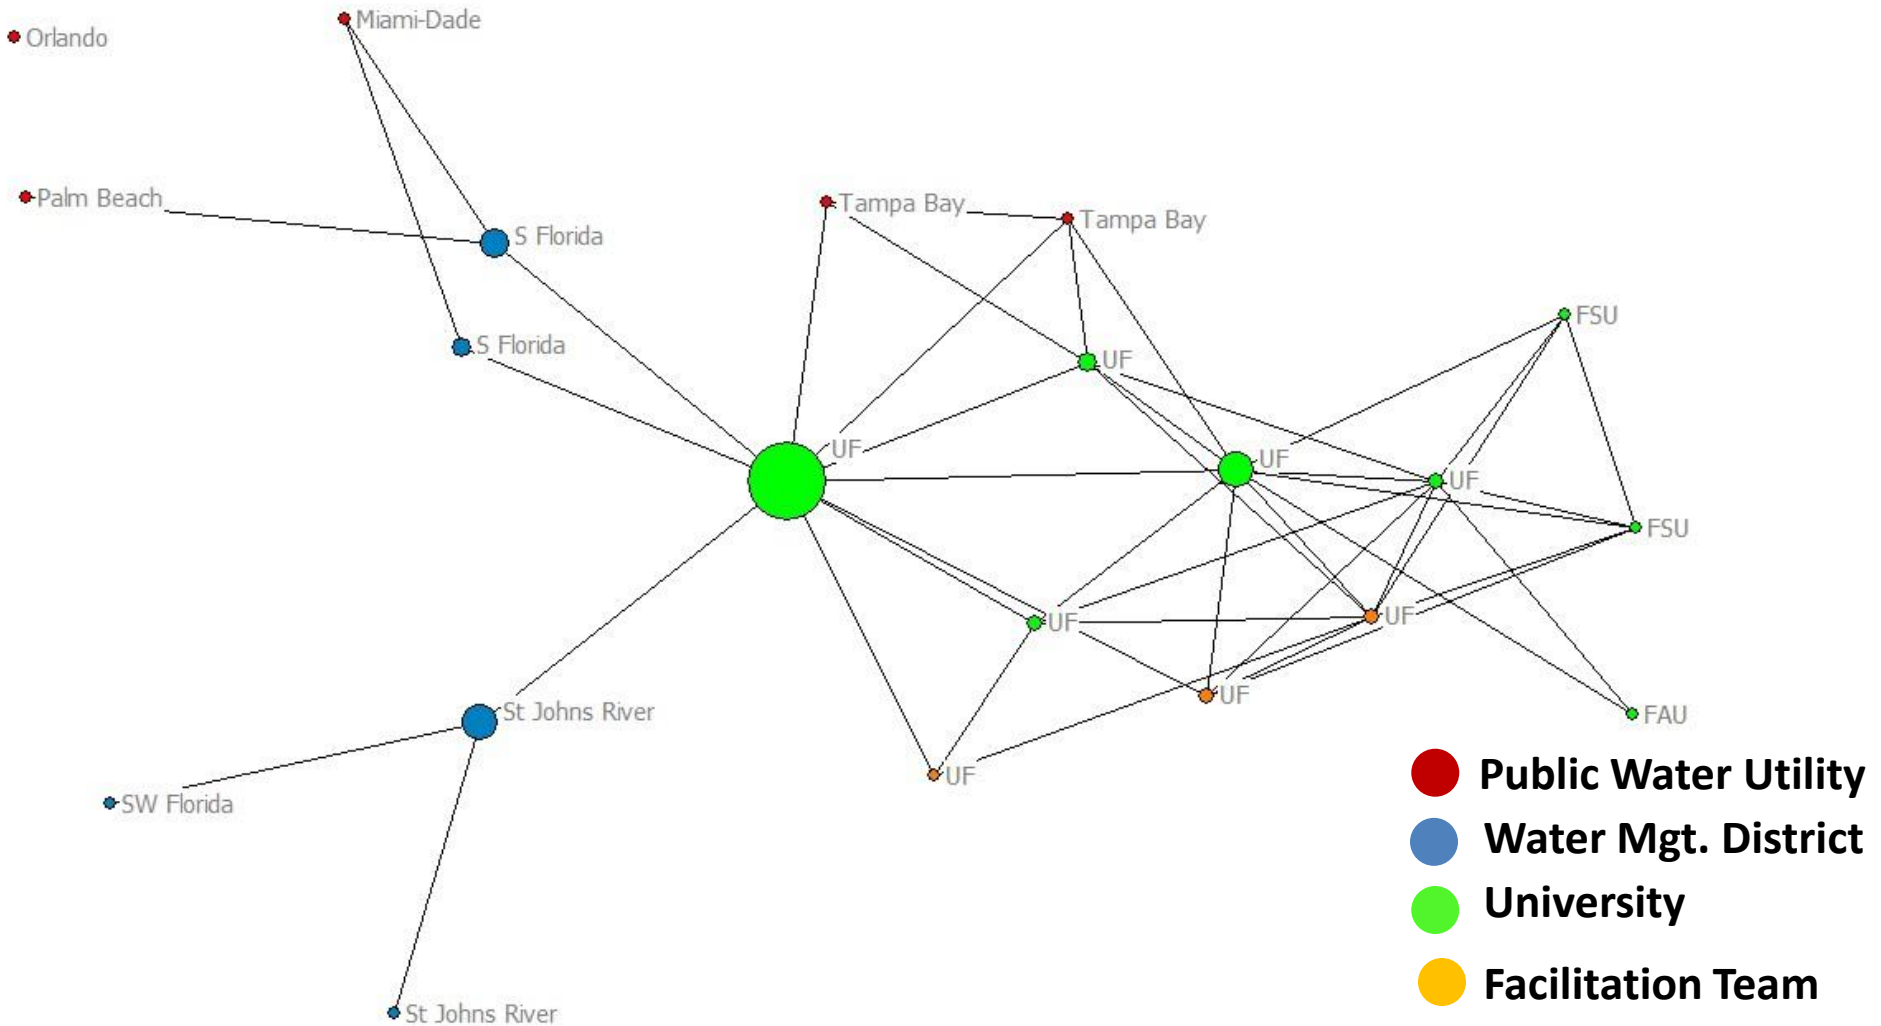 Miami-Dade
Orlando
Palm Beach
Tampa Bay
Tampa Bay
S Florida
FSU
S Florida
UF
UF
UF
UF
FSU
UF
UF
UF
St Johns River
FAU
UF
SW Florida
St Johns River
Public Water Utility
Water Mgt. District
University
Facilitation Team